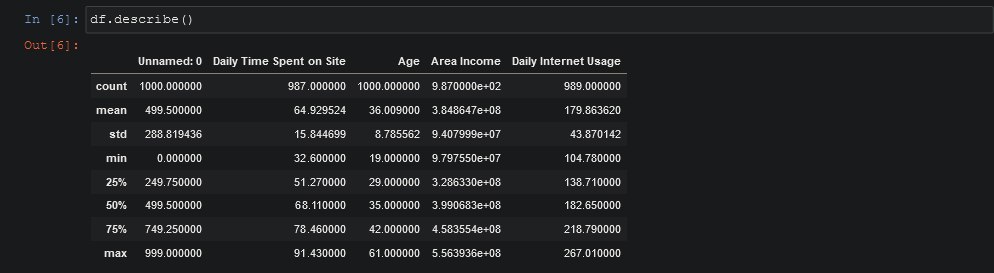 In [6]: df.describe()
Out[6]:
Unnamed: 0 Daily Time Spent on Site Age Area Income Daily Internet Usage
count 1000.000000 987.000000 1000.000000 9.870000e+02 989.000000
mean 499.500000 64.929524 36.009000 3.848647e+08 179.863620
std 288.819436 15.844699 8.785562 9.407999e+07 43.870142
min 0.000000 32.600000 19.000000 9.797550e+07 104.780000
25% 249.750000 51.270000 29.000000 3.286330e+08 138.710000
50% 499.500000 68.110000 35.000000 3.990683e+08 182.650000
75% 749.250000 78.460000 42.000000 4.583554e+08 218.790000
max 999.000000 91.430000 61.000000 5.563936e+08 267.010000